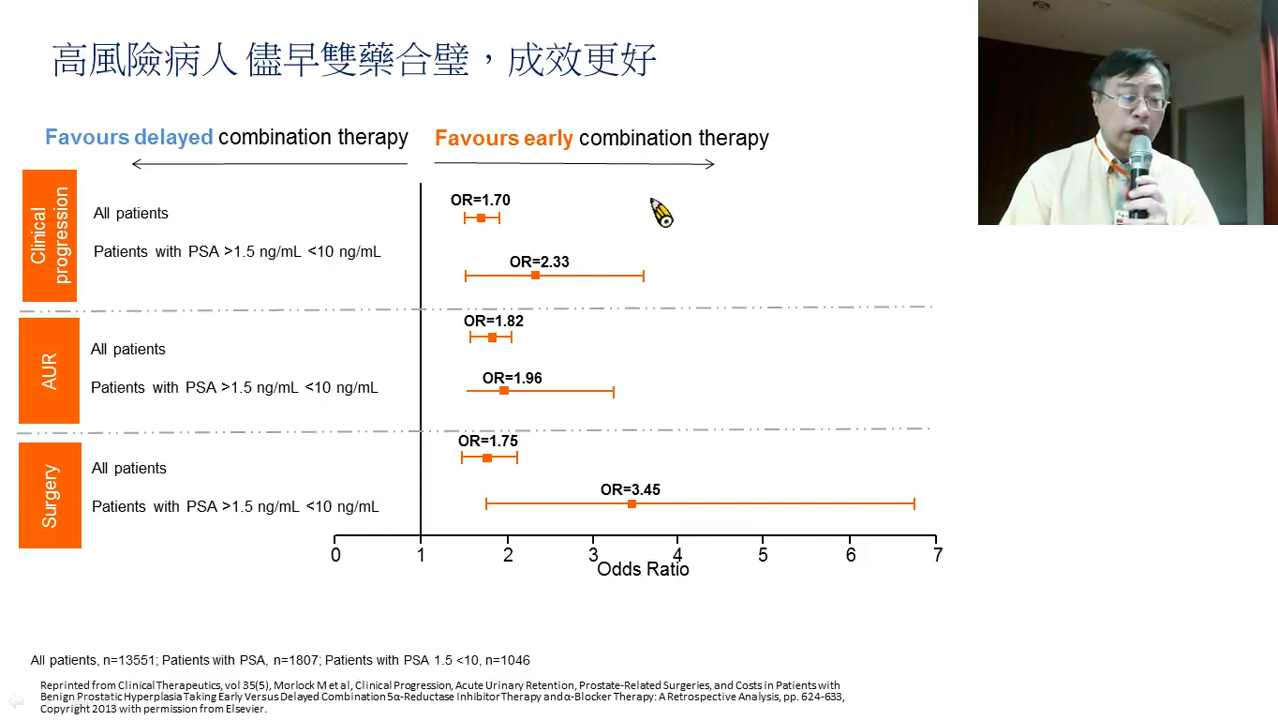 高風險病人 儘早雙藥合璧，成效更好
Favours delayed combination therapy
Favours early combination therapy
Clinical
progression
All patients
OR=1.70
Patients with PSA >1.5 ng/mL <10 ng/mL
OR=2.33
AUR
OR=1.82
All patients
OR=1.96
Patients with PSA >1.5 ng/mL <10 ng/mL
Surgery
OR=1.75
All patients
OR=3.45
Patients with PSA >1.5 ng/mL <10 ng/mL
0 1 2 3 4 5 6 7
Odds Ratio
All patients, n=13551; Patients with PSA, n=1807; Patients with PSA 1.5 <10, n=1046
Reprinted from Clinical Therapeutics, vol 35(5), Morlock M et al, Clinical Progression, Acute Urinary Retention, Prostate-Related Surgeries, and Costs in Patients with
Benign Prostatic Hyperplasia Taking Early Versus Delayed Combination 5α-Reductase Inhibitor Therapy and α-Blocker Therapy: A Retrospective Analysis, pp. 624-633,
Copyright 2013 with permission from Elsevier.